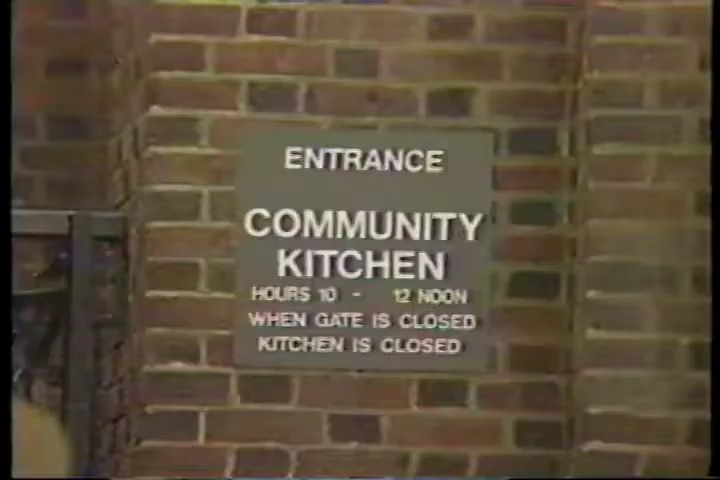 ENTRANCE
COMMUNITY
KITCHEN
HOURS 10 - 12 NOON
WHEN GATE IS CLOSED
KITCHEN IS CLOSED